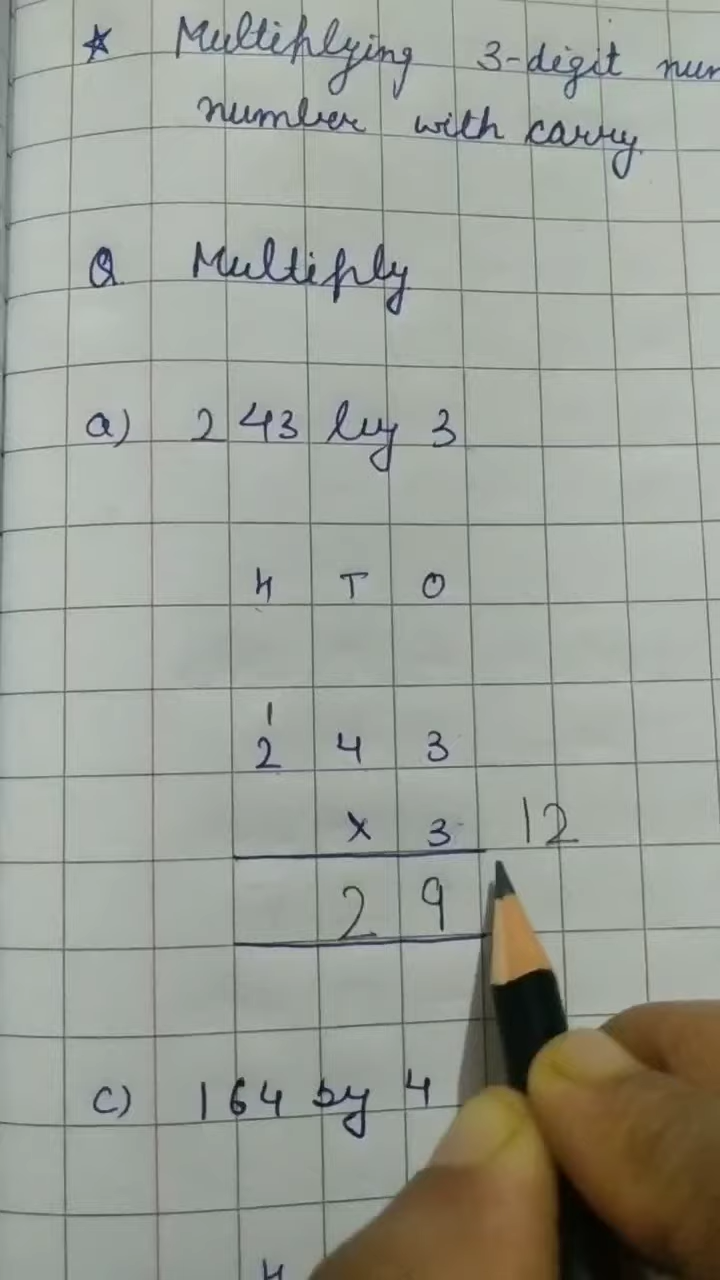 ★ Multiplying 3-digit num
number with carry
Q Multiply
a) 243 by 3
H T O
1
2 4 3
x 3 12
2 9
c) 164 by 4
H